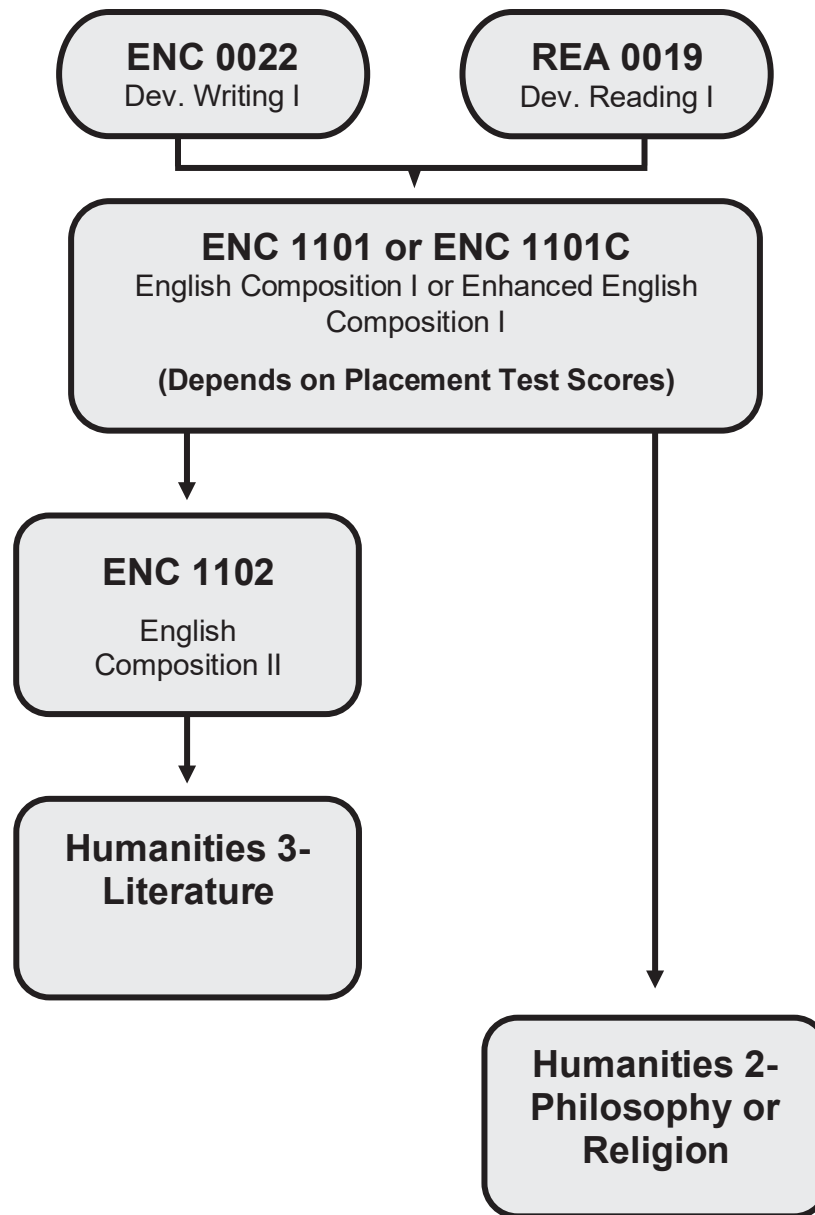 ENC 0022
Dev. Writing I
REA 0019
Dev. Reading I
ENC 1101 or ENC 1101C
English Composition I or Enhanced English
Composition I
(Depends on Placement Test Scores)
ENC 1102
English
Composition II
Humanities 3-
Literature
Humanities 2-
Philosophy or
Religion